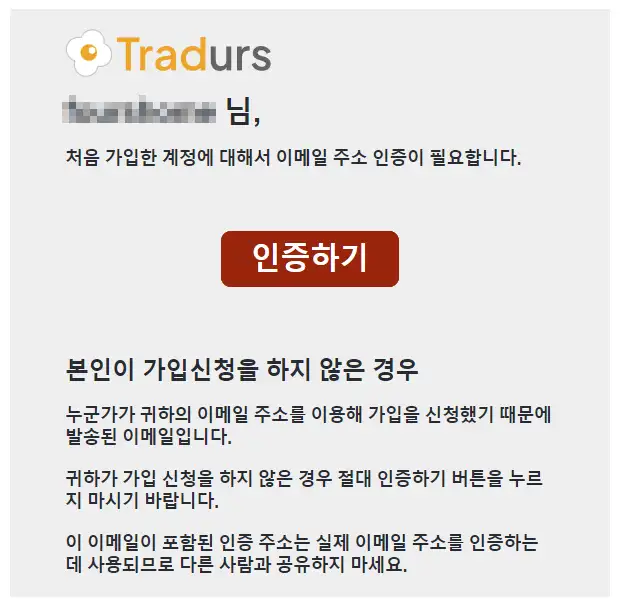 Tradurs
님,
처음 가입한 계정에 대해서 이메일 주소 인증이 필요합니다.
인증하기
본인이 가입신청을 하지 않은 경우
누군가가 귀하의 이메일 주소를 이용해 가입을 신청했기 때문에
발송된 이메일입니다.
귀하가 가입 신청을 하지 않은 경우 절대 인증하기 버튼을 누르
지 마시기 바랍니다.
이 이메일이 포함된 인증 주소는 실제 이메일 주소를 인증하는
데 사용되므로 다른 사람과 공유하지 마세요.